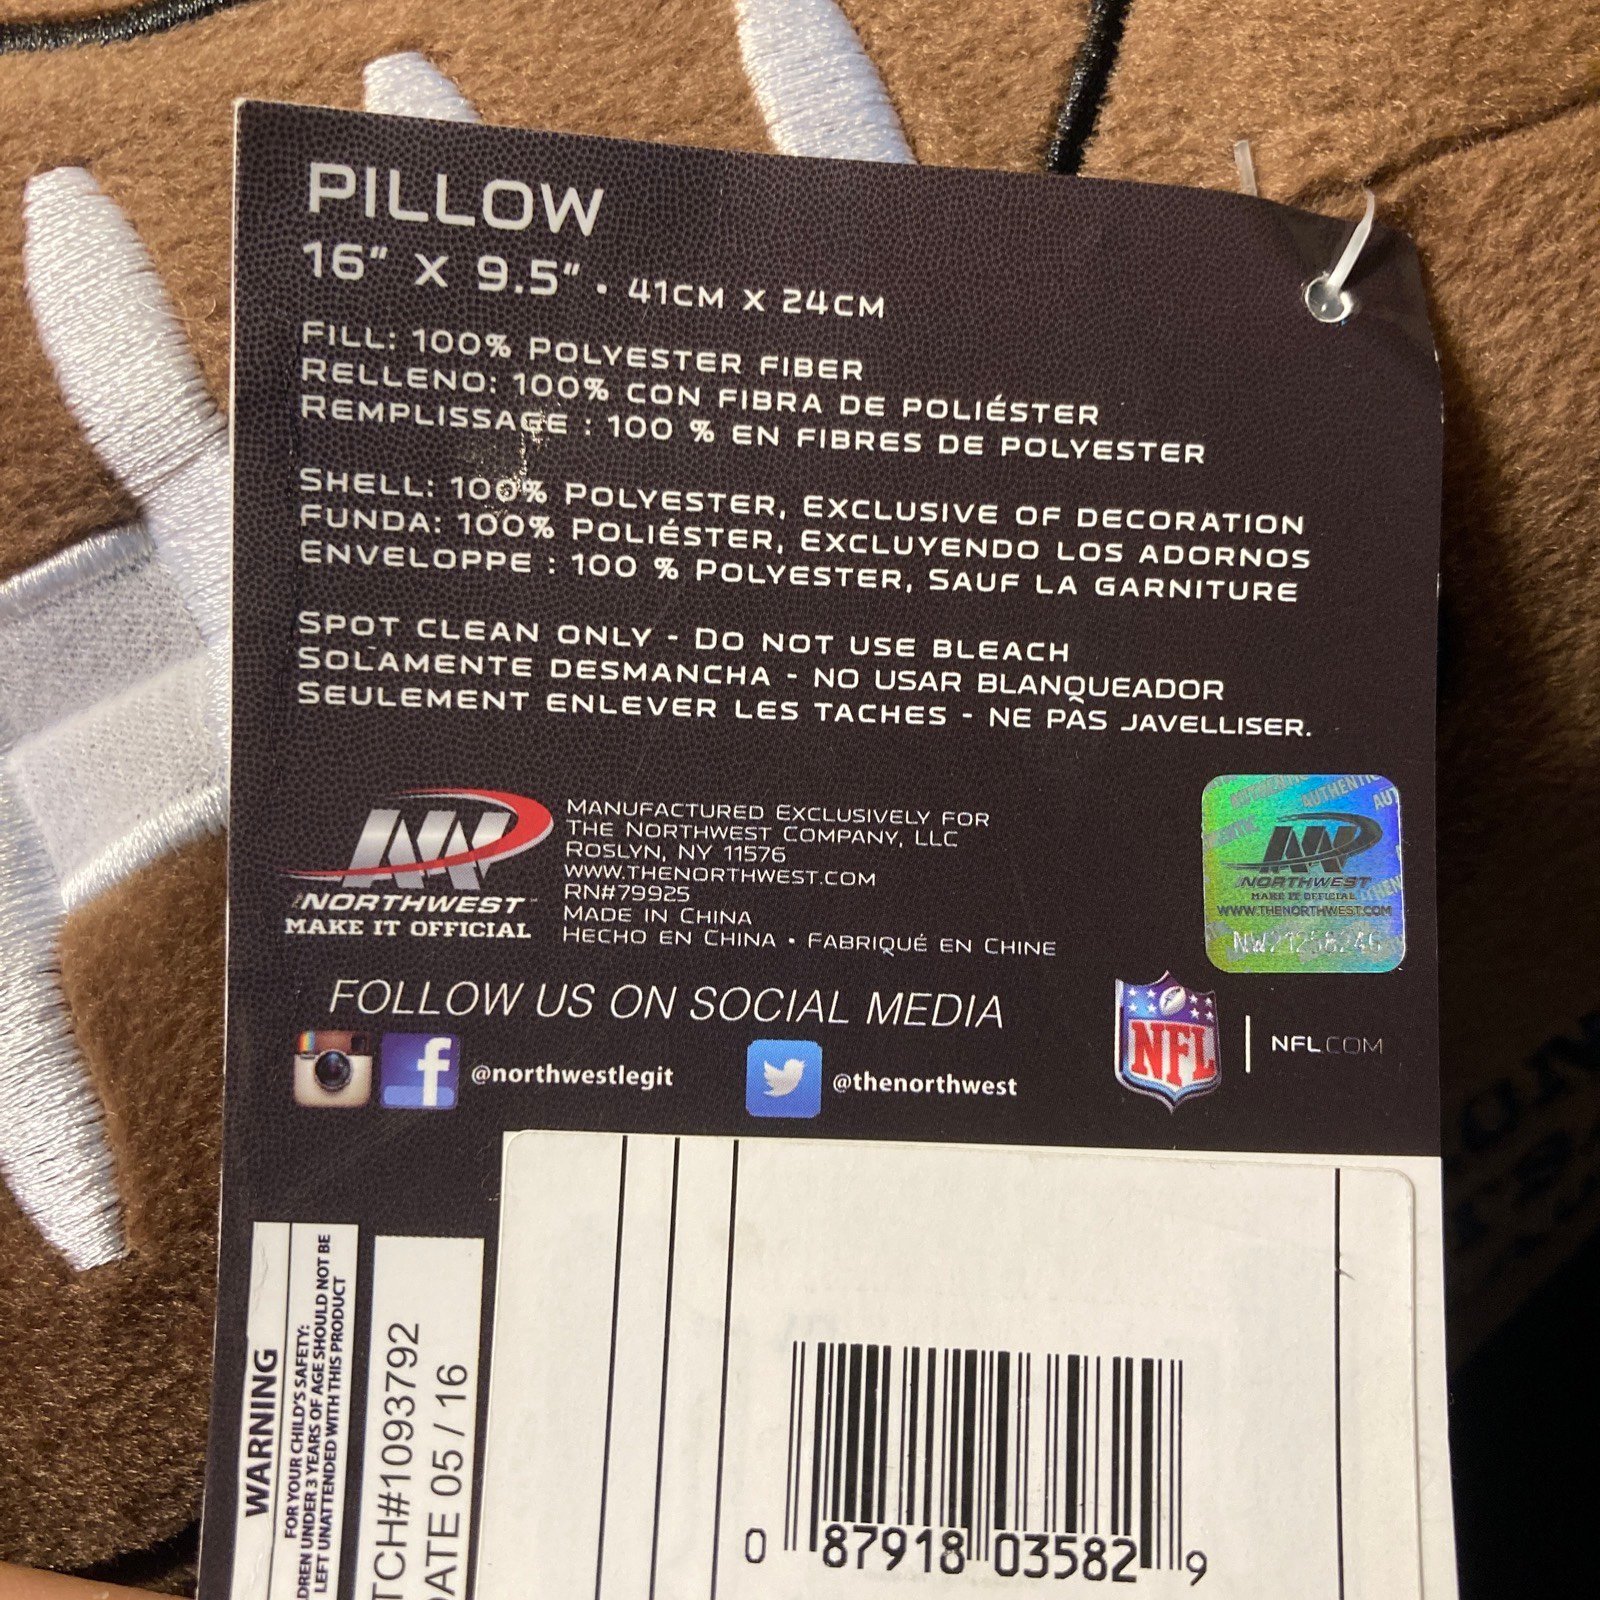 PILLOW
16" X 9.5" • 41CM X 24CM
FILL: 100% POLYESTER FIBER
RELLENO: 100% CON FIBRA DE POLIÉSTER
REMPLISSAGE : 100 % EN FIBRES DE POLYESTER
SHELL: 100% POLYESTER, EXCLUSIVE OF DECORATION
FUNDA: 100% POLIÉSTER, EXCLUYENDO LOS ADORNOS
ENVELOPPE : 100 % POLYESTER, SAUF LA GARNITURE
SPOT CLEAN ONLY - DO NOT USE BLEACH
SOLAMENTE DESMANCHA - NO USAR BLANQUEADOR
SEULEMENT ENLEVER LES TACHES - NE PAS JAVELLISER.
THE NORTHWEST
MAKE IT OFFICIAL
MANUFACTURED EXCLUSIVELY FOR
THE NORTHWEST COMPANY, LLC
ROSLYN, NY 11576
WWW.THENORTHWEST.COM
RN#79925
MADE IN CHINA
HECHO EN CHINA • FABRIQUÉ EN CHINE
AUTHENTIC
NORTHWEST
MAKE IT OFFICIAL
WWW.THENORTHWEST.COM
FOLLOW US ON SOCIAL MEDIA
@northwestlegit
@thenorthwest
NFL
NFL.COM
WARNING
FOR YOUR CHILD'S SAFETY:
DREN UNDER 3 YEARS OF AGE SHOULD NOT BE
LEFT UNATTENDED WITH THIS PRODUCT
TCH#1093792
ATE 05 / 16
0 87918 03582 9